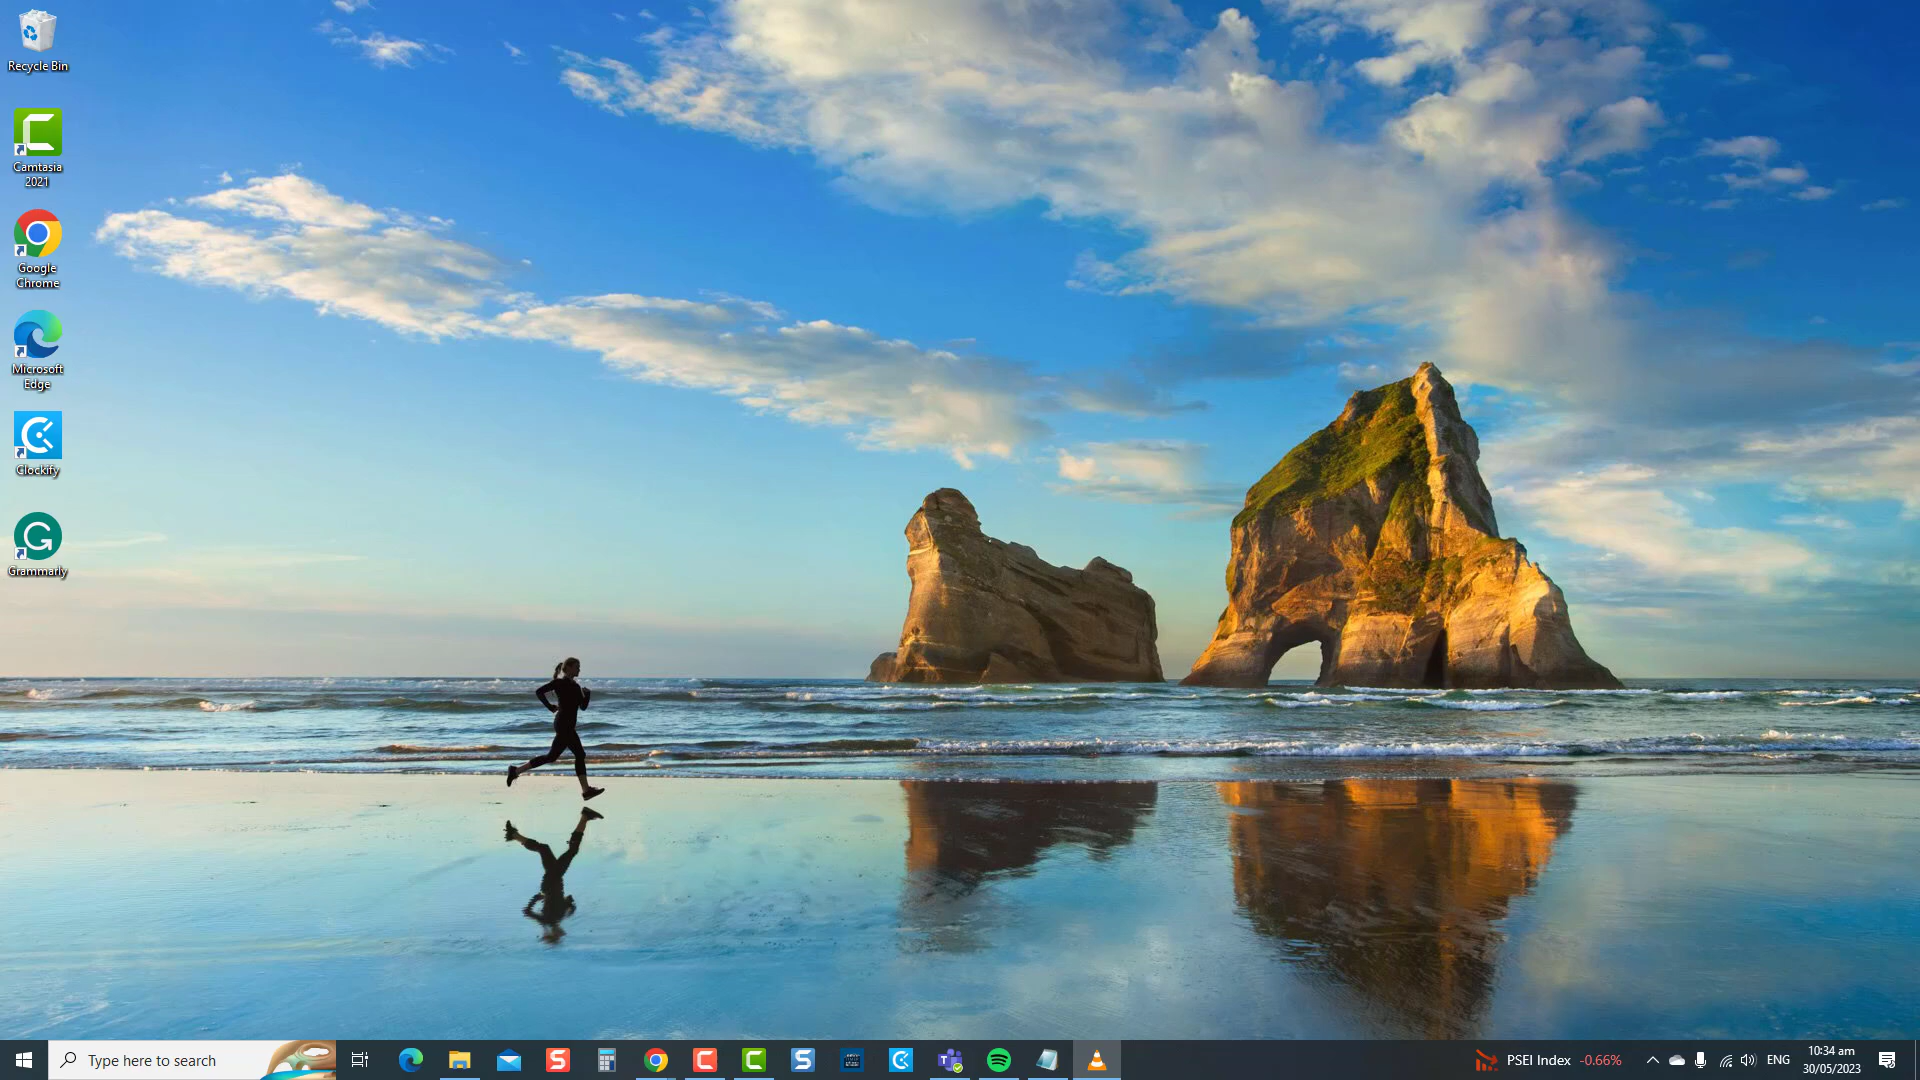 Recycle Bin
Camtasia
2021
Google
Chrome
Microsoft
Edge
Clockify
Grammarly
Type here to search
PSEI Index -0.66%
ENG
10:34 am
30/05/2023